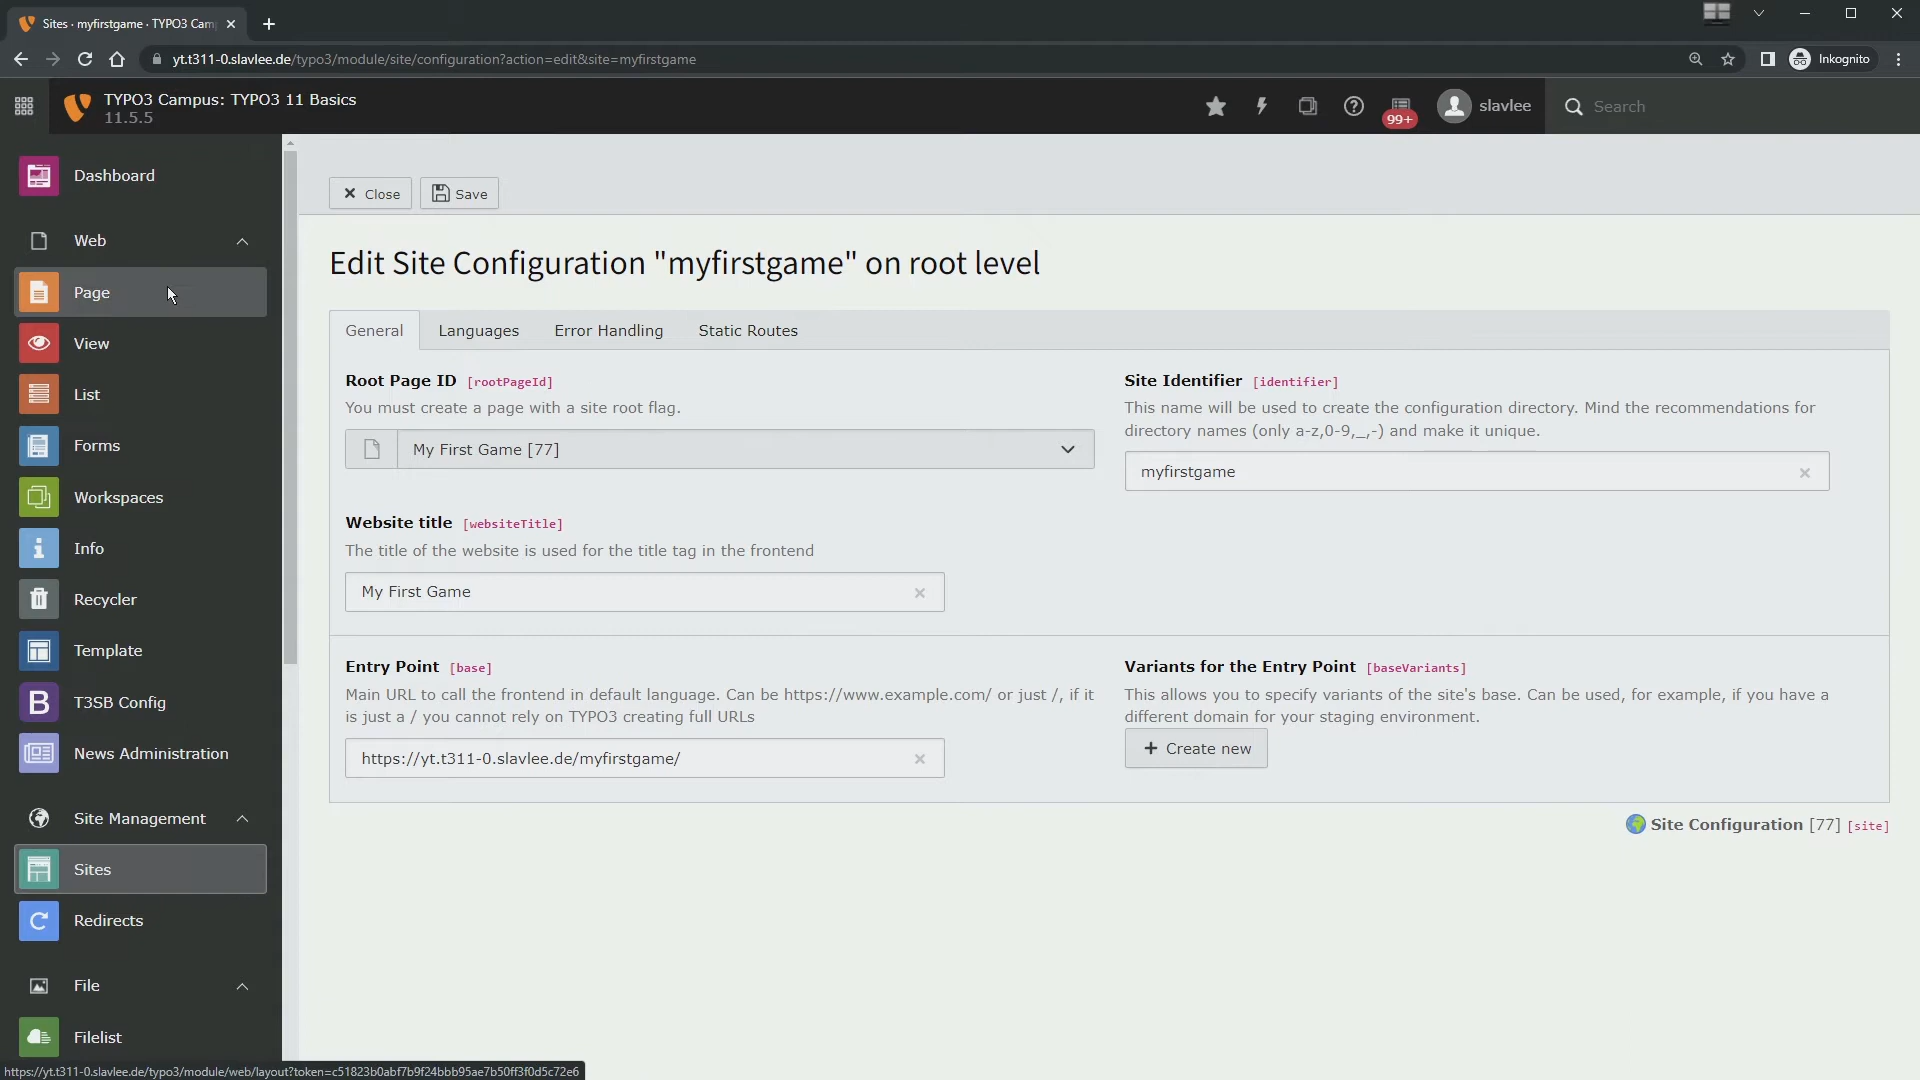 Sites · myfirstgame · TYPO3 Cam
yt.t311-0.slavlee.de/typo3/module/site/configuration?action=edit&site=myfirstgame
Inkognito
TYPO3 Campus: TYPO3 11 Basics
11.5.5
99+
slavlee
Search
Dashboard
Web
Page
View
List
Forms
Workspaces
Info
Recycler
Template
B
T3SB Config
News Administration
Site Management
Sites
Redirects
File
Filelist
Close
Save
Edit Site Configuration "myfirstgame" on root level
General
Languages
Error Handling
Static Routes
Root Page ID [rootPageId]
You must create a page with a site root flag.
My First Game [77]
Site Identifier [identifier]
This name will be used to create the configuration directory. Mind the recommendations for
directory names (only a-z,0-9,_,-) and make it unique.
myfirstgame
Website title [websiteTitle]
The title of the website is used for the title tag in the frontend
My First Game
Entry Point [base]
Main URL to call the frontend in default language. Can be https://www.example.com/ or just /, if it
is just a / you cannot rely on TYPO3 creating full URLs
https://yt.t311-0.slavlee.de/myfirstgame/
Variants for the Entry Point [baseVariants]
This allows you to specify variants of the site's base. Can be used, for example, if you have a
different domain for your staging environment.
+ Create new
Site Configuration [77] [site]
https://yt.t311-0.slavlee.de/typo3/module/web/layout?token=c51823b0abf7b9f24bbb95ae7b50ff3f0d5c72e6